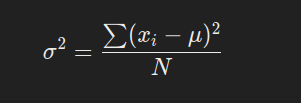 σ² = ∑(xᵢ − μ)² / N